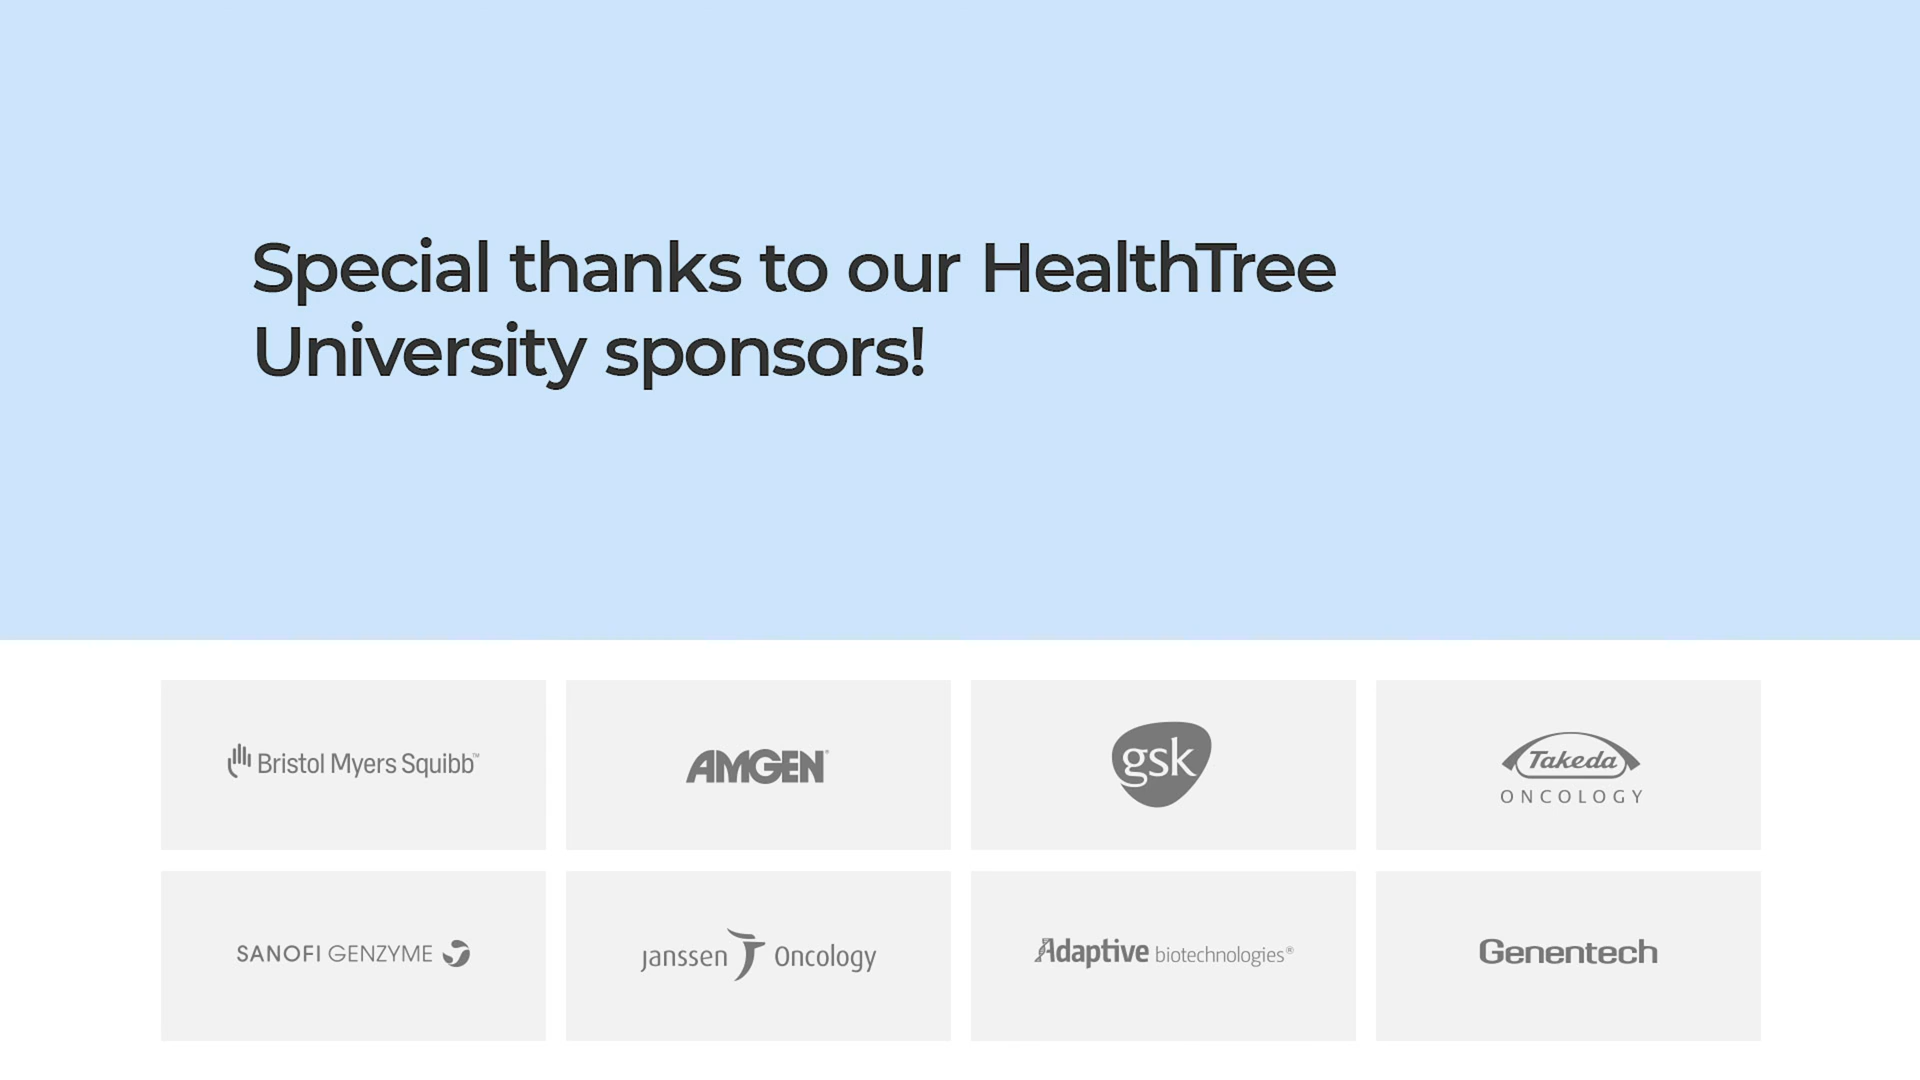 Special thanks to our HealthTree
University sponsors!
Bristol Myers Squibb™
AMGEN®
gsk
Takeda
ONCOLOGY
SANOFI GENZYME
janssen Oncology
Adaptive biotechnologies®
Genentech